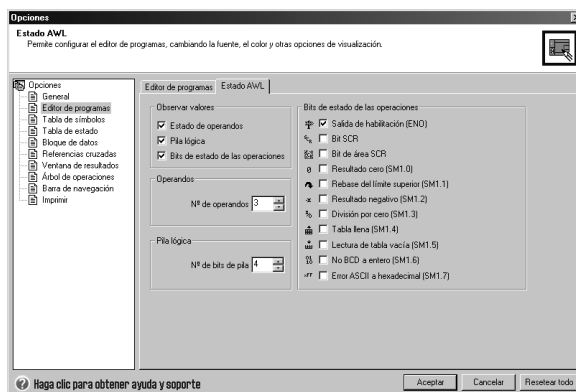 Opciones
Estado AWL
Permite configurar el editor de programas, cambiando la fuente, el color y otras opciones de visualización.
Opciones
General
Editor de programas
Tabla de símbolos
Tabla de estado
Bloque de datos
Referencias cruzadas
Ventana de resultados
Árbol de operaciones
Barra de navegación
Imprimir
Editor de programas
Estado AWL
Observar valores
Estado de operandos
Pila lógica
Bits de estado de las operaciones
Operandos
Nº de operandos 3
Pila lógica
Nº de bits de pila 4
Bits de estado de las operaciones
Salida de habilitación (ENO)
Bit SCR
Bit de área SCR
Resultado cero (SM1.0)
Rebase del límite superior (SM1.1)
Resultado negativo (SM1.2)
División por cero (SM1.3)
Tabla llena (SM1.4)
Lectura de tabla vacía (SM1.5)
No BCD a entero (SM1.6)
Error ASCII a hexadecimal (SM1.7)
Haga clic para obtener ayuda y soporte
Aceptar
Cancelar
Resetear todo